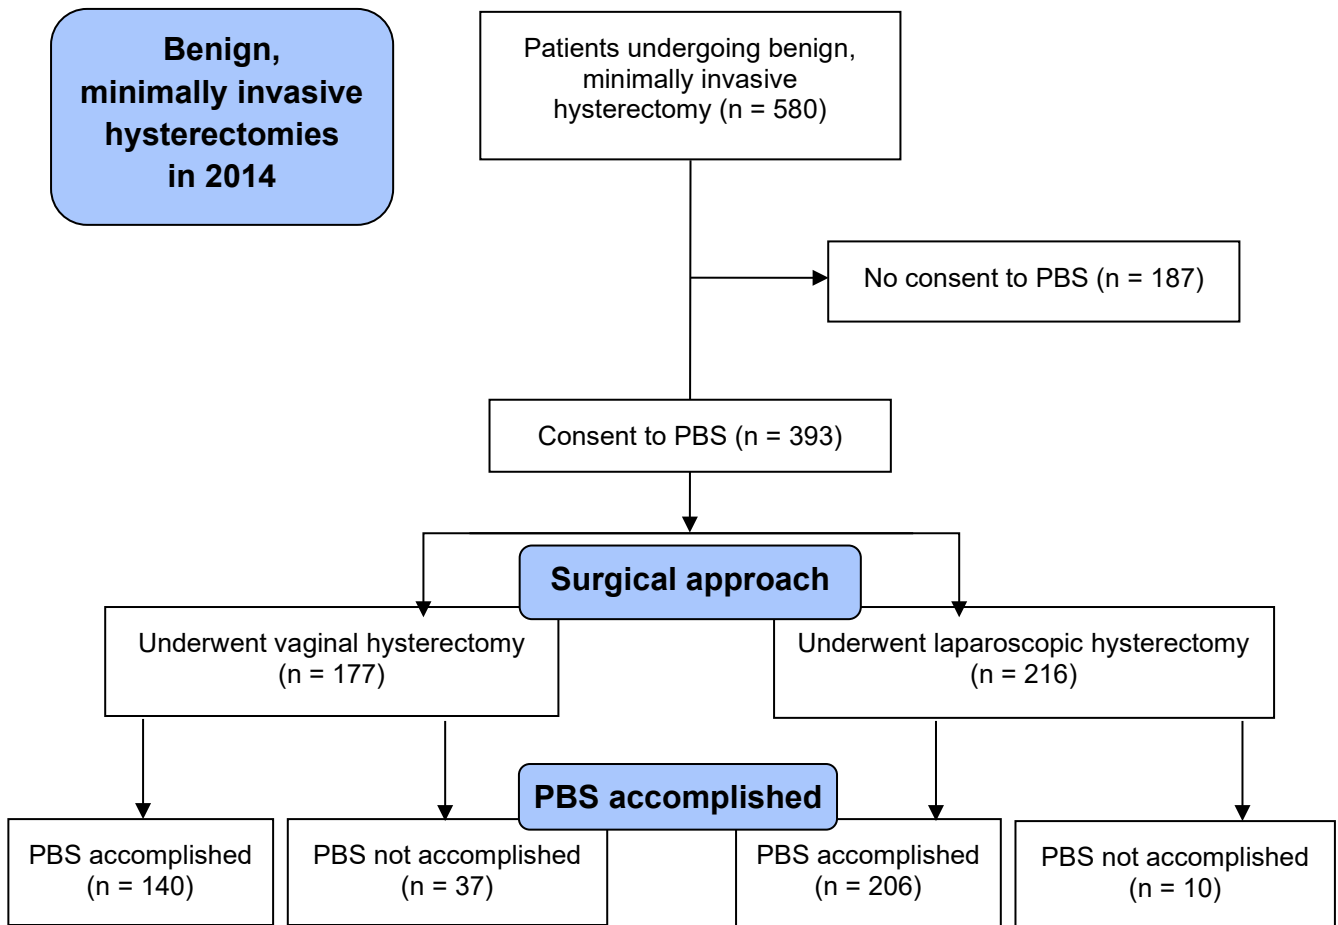 Benign,
minimally invasive
hysterectomies
in 2014
Patients undergoing benign,
minimally invasive
hysterectomy (n = 580)
No consent to PBS (n = 187)
Consent to PBS (n = 393)
Surgical approach
Underwent vaginal hysterectomy
(n = 177)
Underwent laparoscopic hysterectomy
(n = 216)
PBS accomplished
PBS accomplished
(n = 140)
PBS not accomplished
(n = 37)
PBS accomplished
(n = 206)
PBS not accomplished
(n = 10)